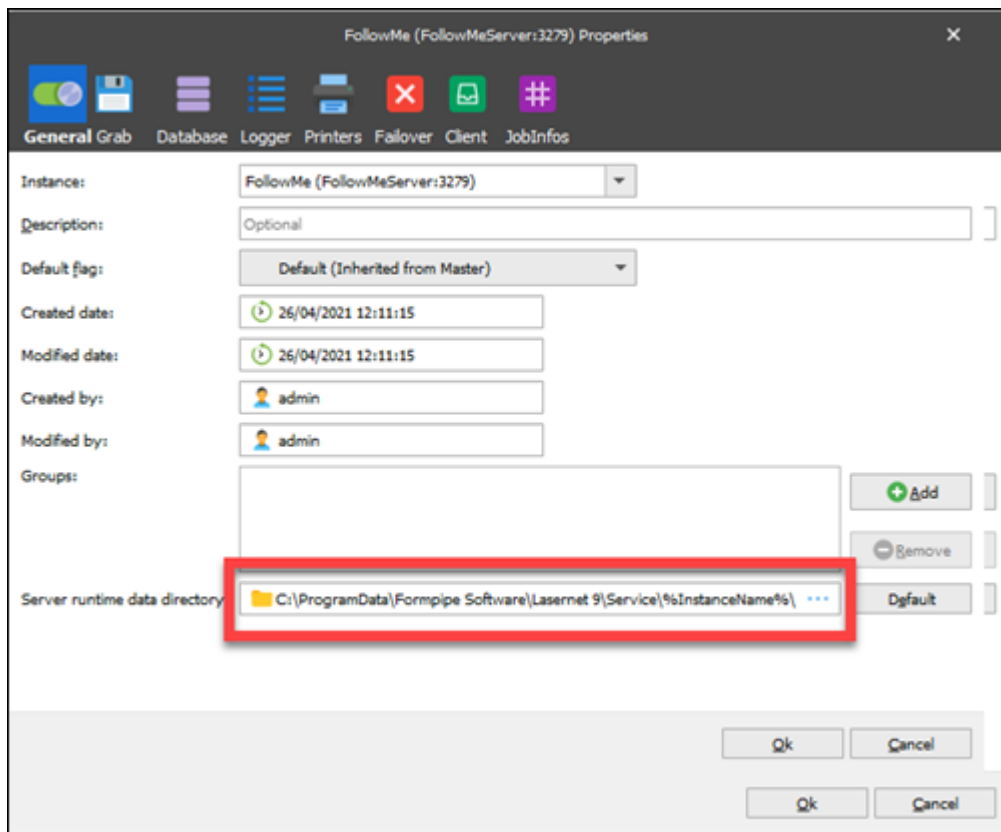 FollowMe (FollowMeServer:3279) Properties
General Grab Database Logger Printers Failover Client JobInfos
Instance: FollowMe (FollowMeServer:3279)
Description: Optional
Default flag: Default (Inherited from Master)
Created date: 26/04/2021 12:11:15
Modified date: 26/04/2021 12:11:15
Created by: admin
Modified by: admin
Groups:
Add
Remove
Server runtime data directory C:\ProgramData\Formpipe Software\Lasernet 9\Service\%InstanceName%\ ··· Default
Ok Cancel
Ok Cancel